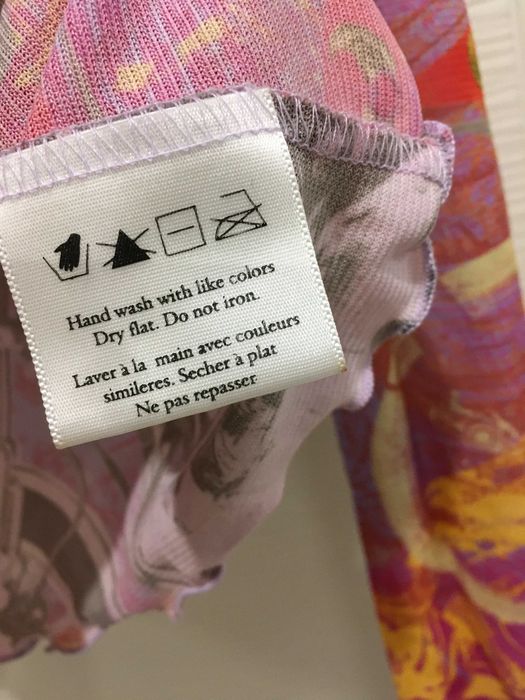 Hand wash with like colors
Dry flat. Do not iron.
Laver à la main avec couleurs
simileres. Secher à plat
Ne pas repasser